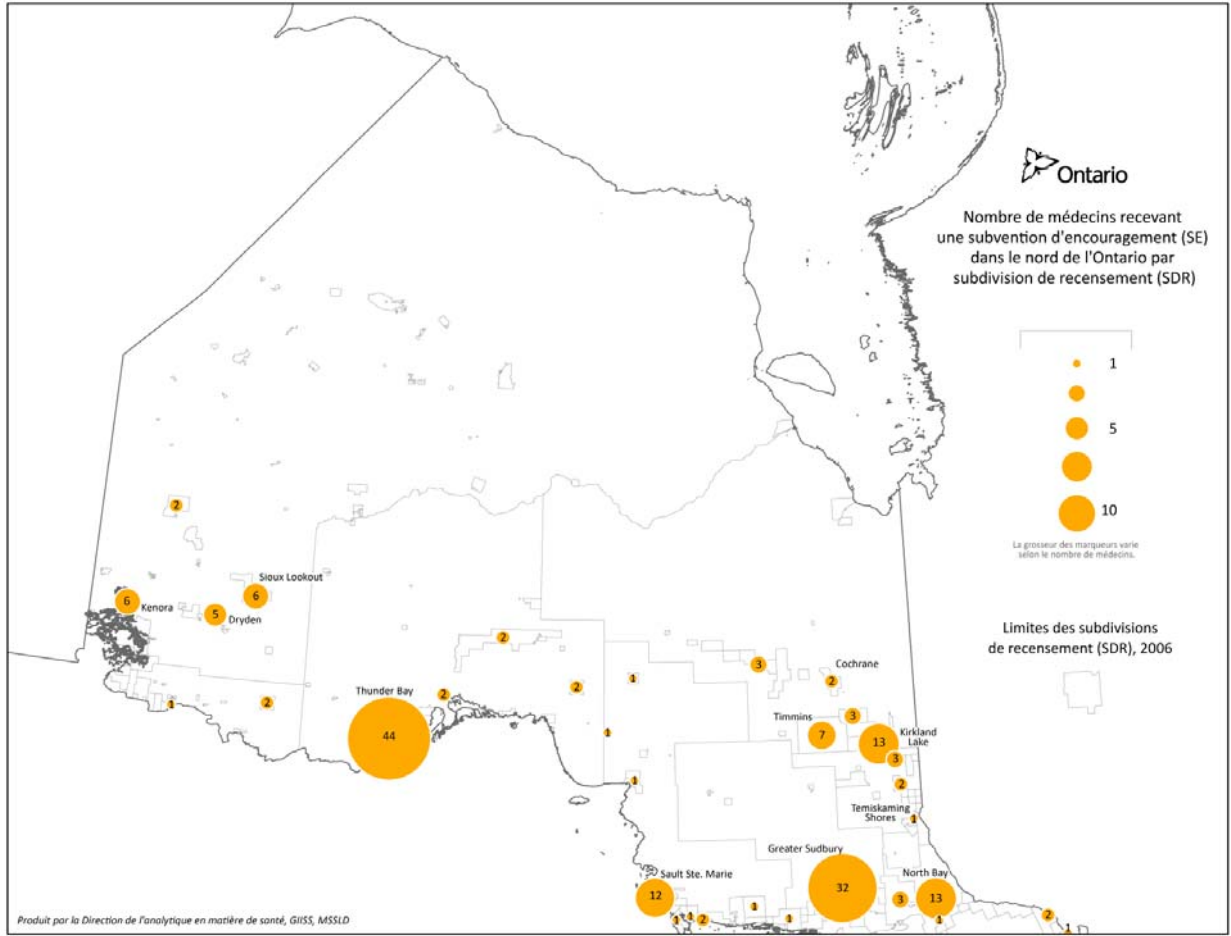 Ontario
Nombre de médecins recevant
une subvention d'encouragement (SE)
dans le nord de l'Ontario par
subdivision de recensement (SDR)
1
5
10
La grosseur des marqueurs varie
selon le nombre de médecins.
Limites des subdivisions
de recensement (SDR), 2006
2
Sioux Lookout
6
6
Kenora
5
Dryden
2
3
Cochrane
2
1
2
2
Thunder Bay
2
1
44
3
Timmins
7
13
Kirkland
Lake
1
3
1
2
Temiskaming
Shores
1
Greater Sudbury
32
Sault Ste. Marie
12
North Bay
13
3
1
1
1
2
1
1
2
1
Produit par la Direction de l'analytique en matière de santé, GIISS, MSSLD